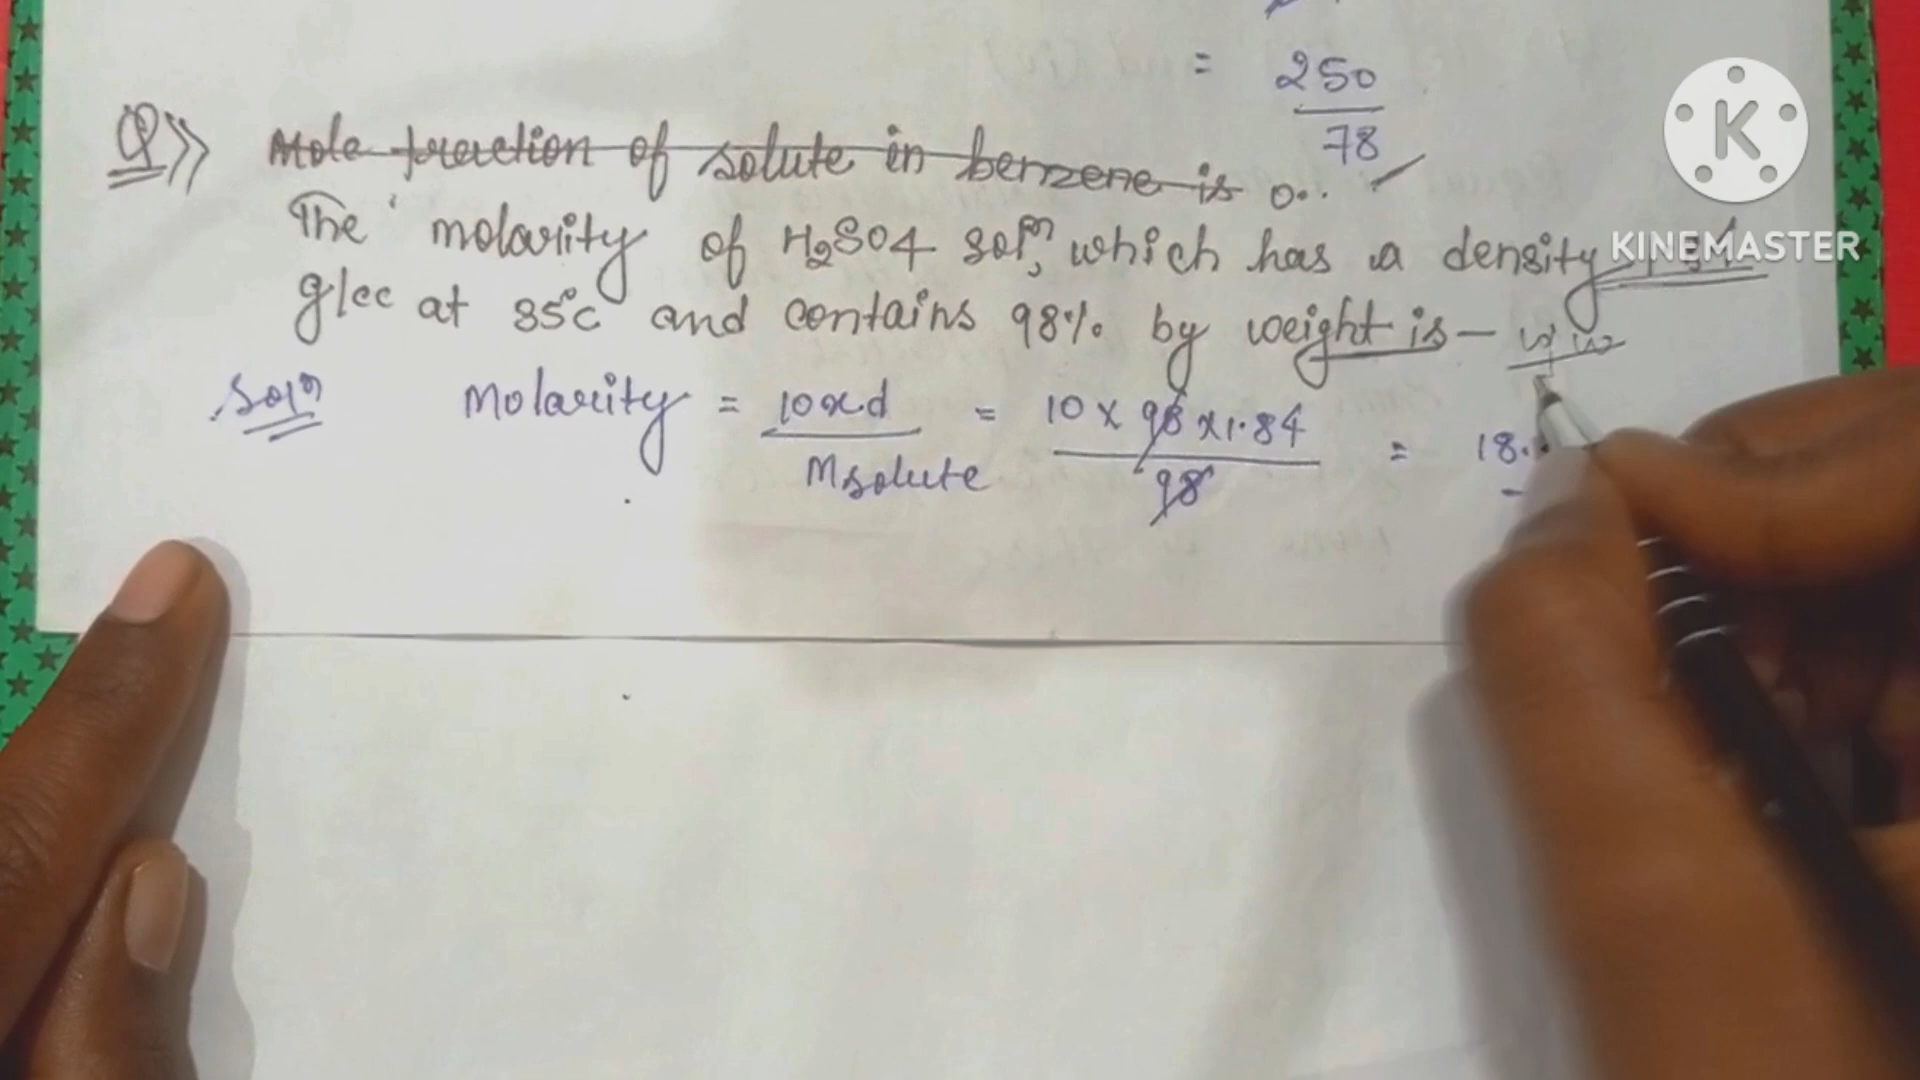 = 250
78
Q>> Mole fraction of solute in benzene is 0..
The molarity of H2SO4 solⁿ, which has a density
g/cc at 35°C and contains 98% by weight is - w/w
Solⁿ Molarity = 10xd = 10 x 98 x 1.84 = 18.
Msolute 98
K
KINEMASTER